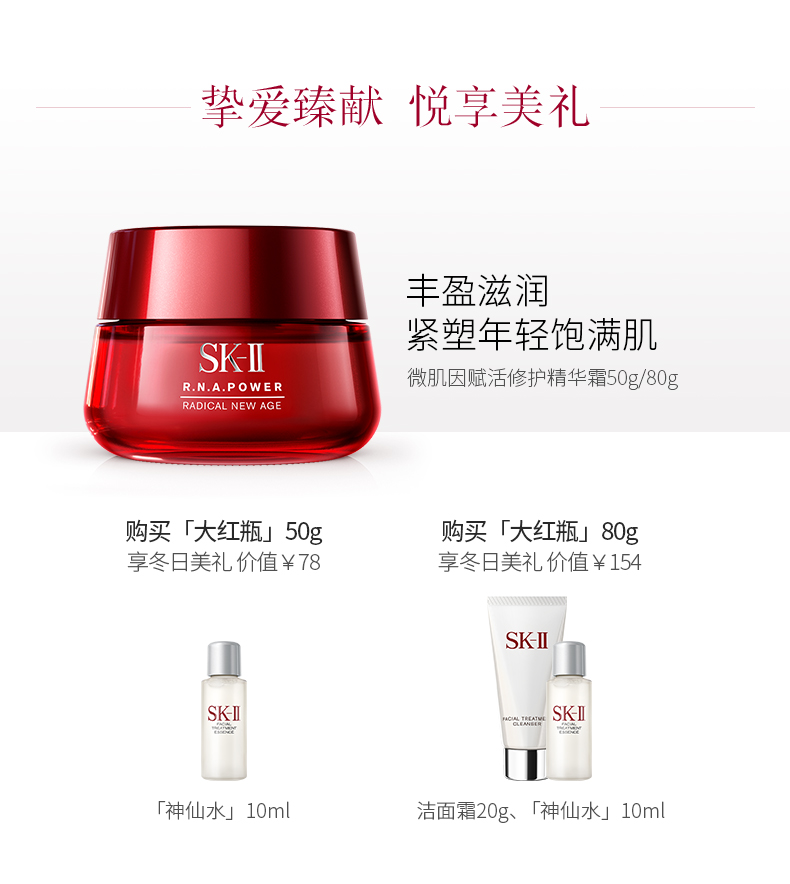 挚爱臻献 悦享美礼
SK-II
R.N.A.POWER
RADICAL NEW AGE
丰盈滋润
紧塑年轻饱满肌
微肌因赋活修护精华霜50g/80g
购买「大红瓶」50g
享冬日美礼 价值￥78
购买「大红瓶」80g
享冬日美礼 价值￥154
SK-II
FACIAL
TREATMENT
ESSENCE
「神仙水」10ml
SK-II
FACIAL TREATME
CLEANSER
SK-II
FACIAL
TREATMENT
ESSENCE
洁面霜20g、「神仙水」10ml